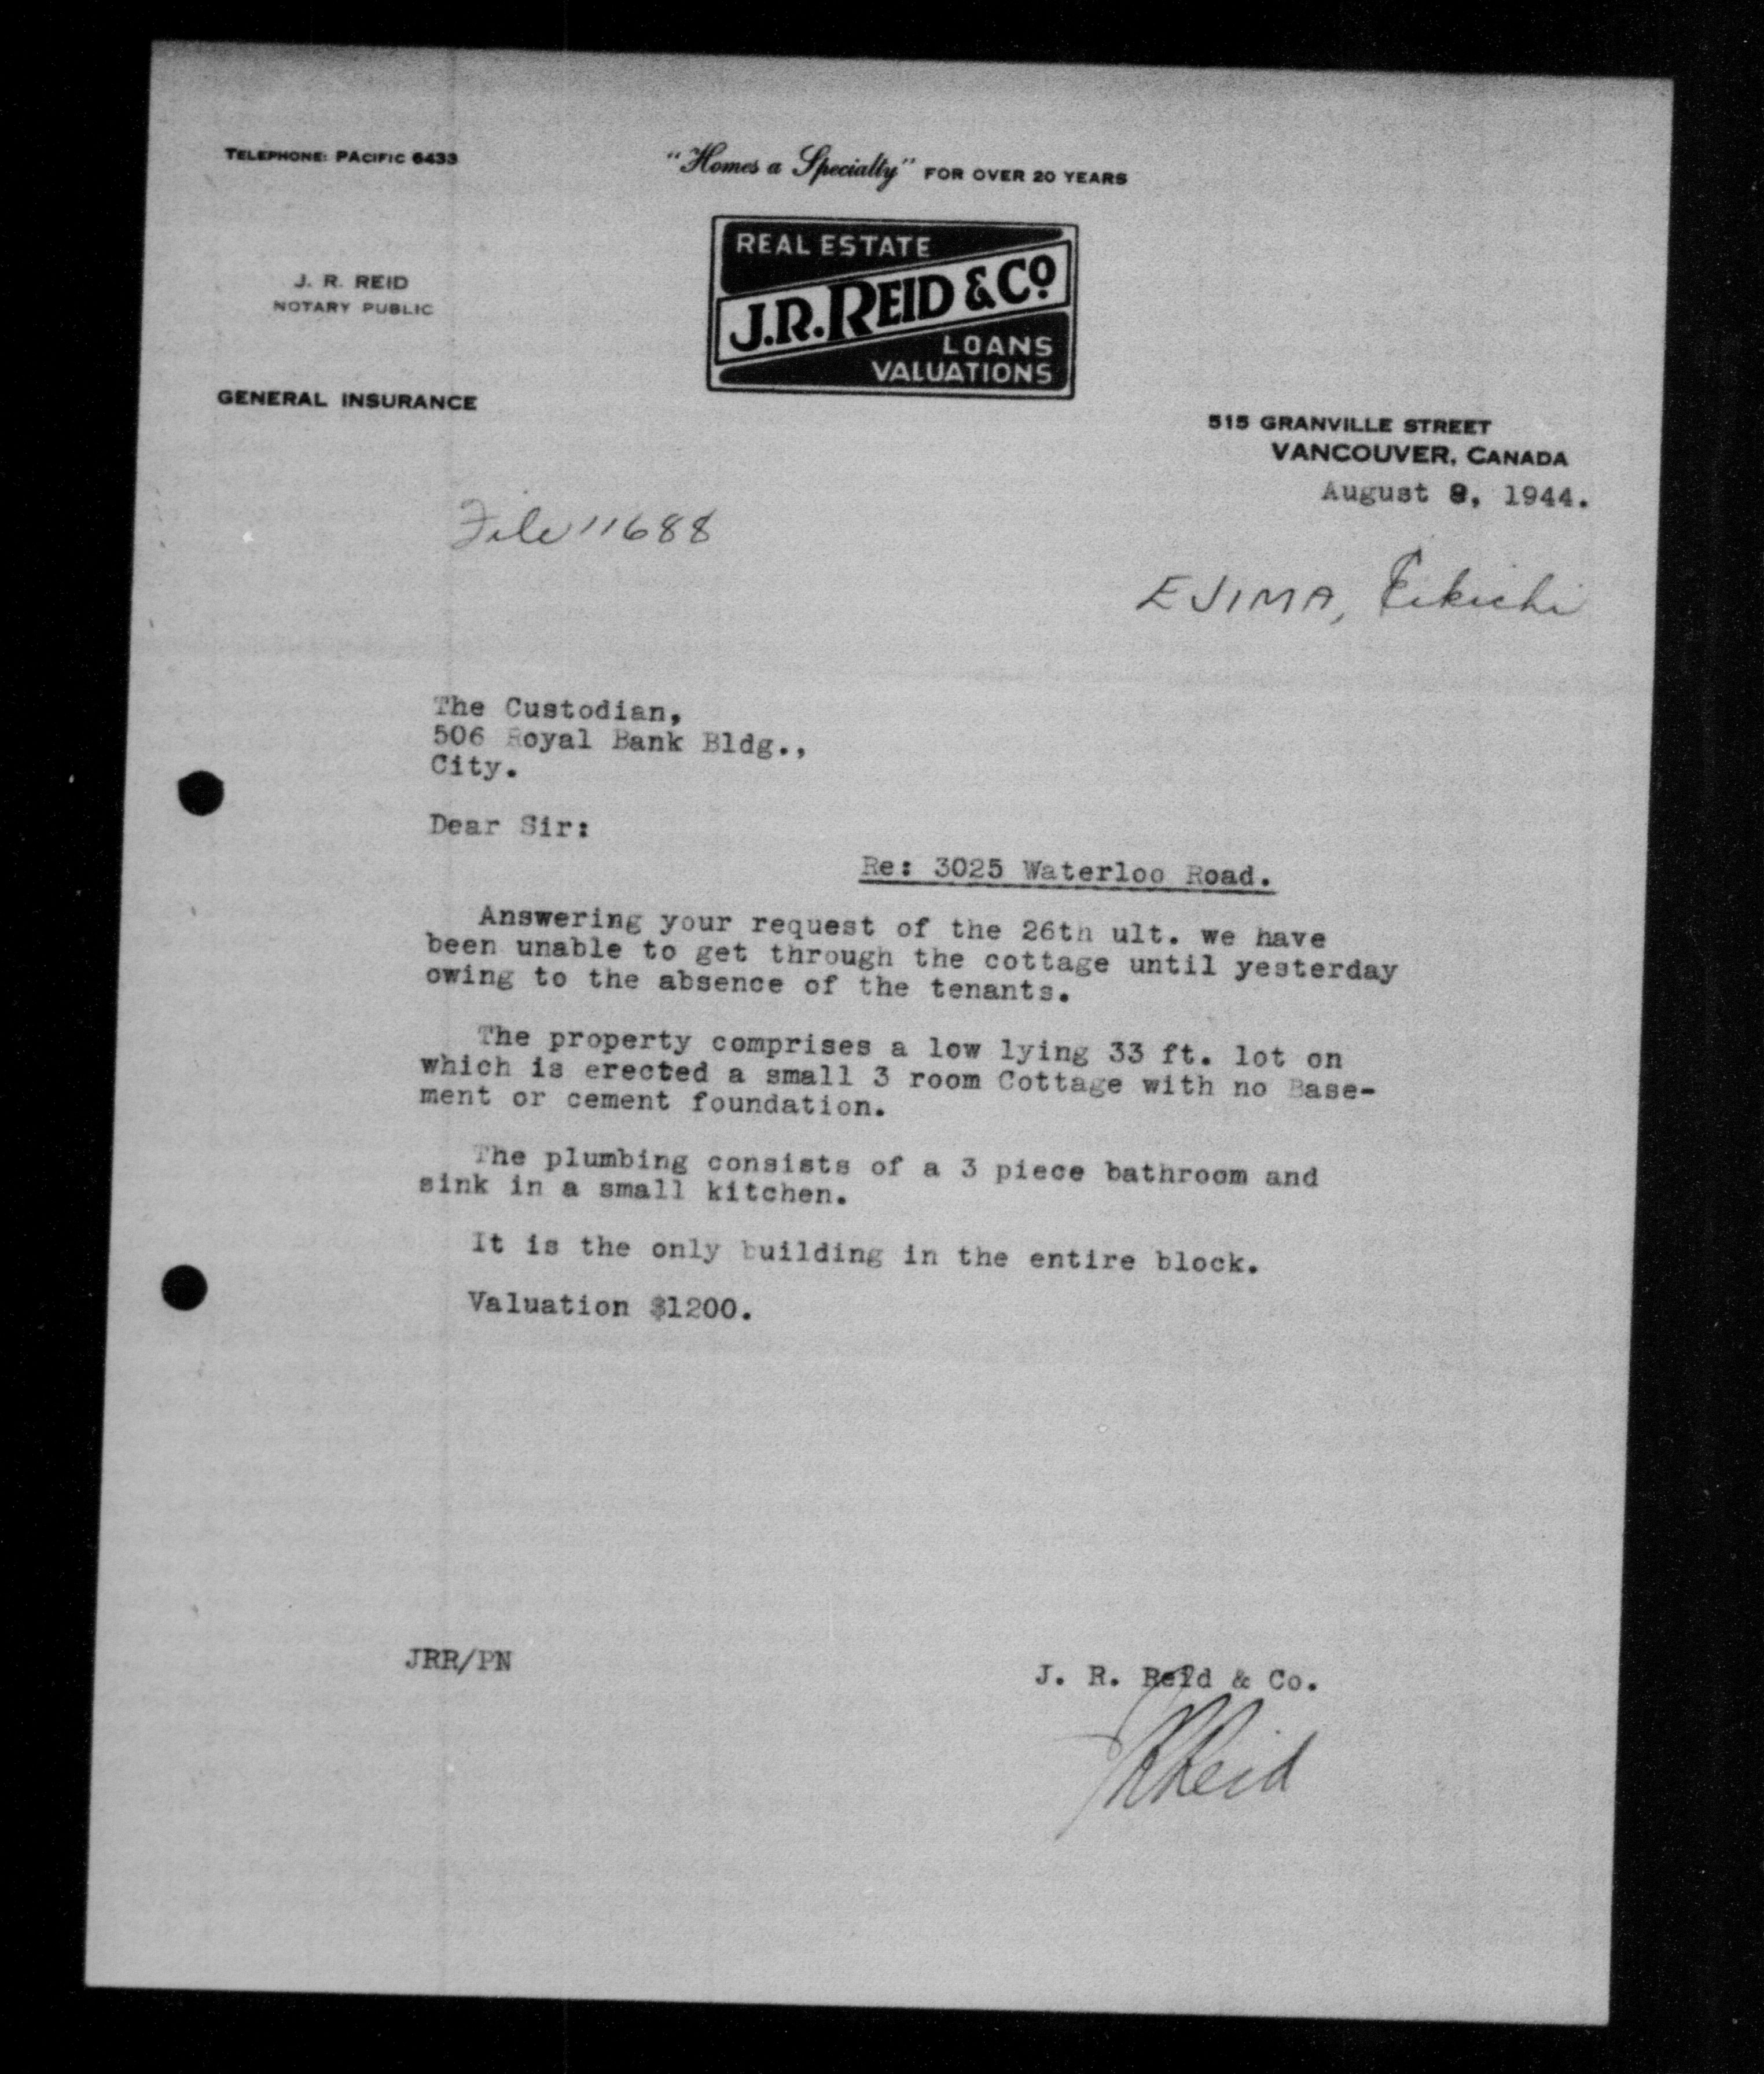 TELEPHONE: PACIFIC 6433
"Homes a Specialty" FOR OVER 20 YEARS
J. R. REID
NOTARY PUBLIC
GENERAL INSURANCE
REAL ESTATE
J.R. REID & CO.
LOANS
VALUATIONS
515 GRANVILLE STREET
VANCOUVER, CANADA
August 9, 1944.
File 11688
EJIMA, Eikichi
The Custodian,
506 Royal Bank Bldg.,
City.
Dear Sir:
Re: 3025 Waterloo Road.
Answering your request of the 26th ult. we have
been unable to get through the cottage until yesterday
owing to the absence of the tenants.
The property comprises a low lying 33 ft. lot on
which is erected a small 3 room Cottage with no Base-
ment or cement foundation.
The plumbing consists of a 3 piece bathroom and
sink in a small kitchen.
It is the only building in the entire block.
Valuation $1200.
JRR/PN
J. R. Reid & Co.
JRReid